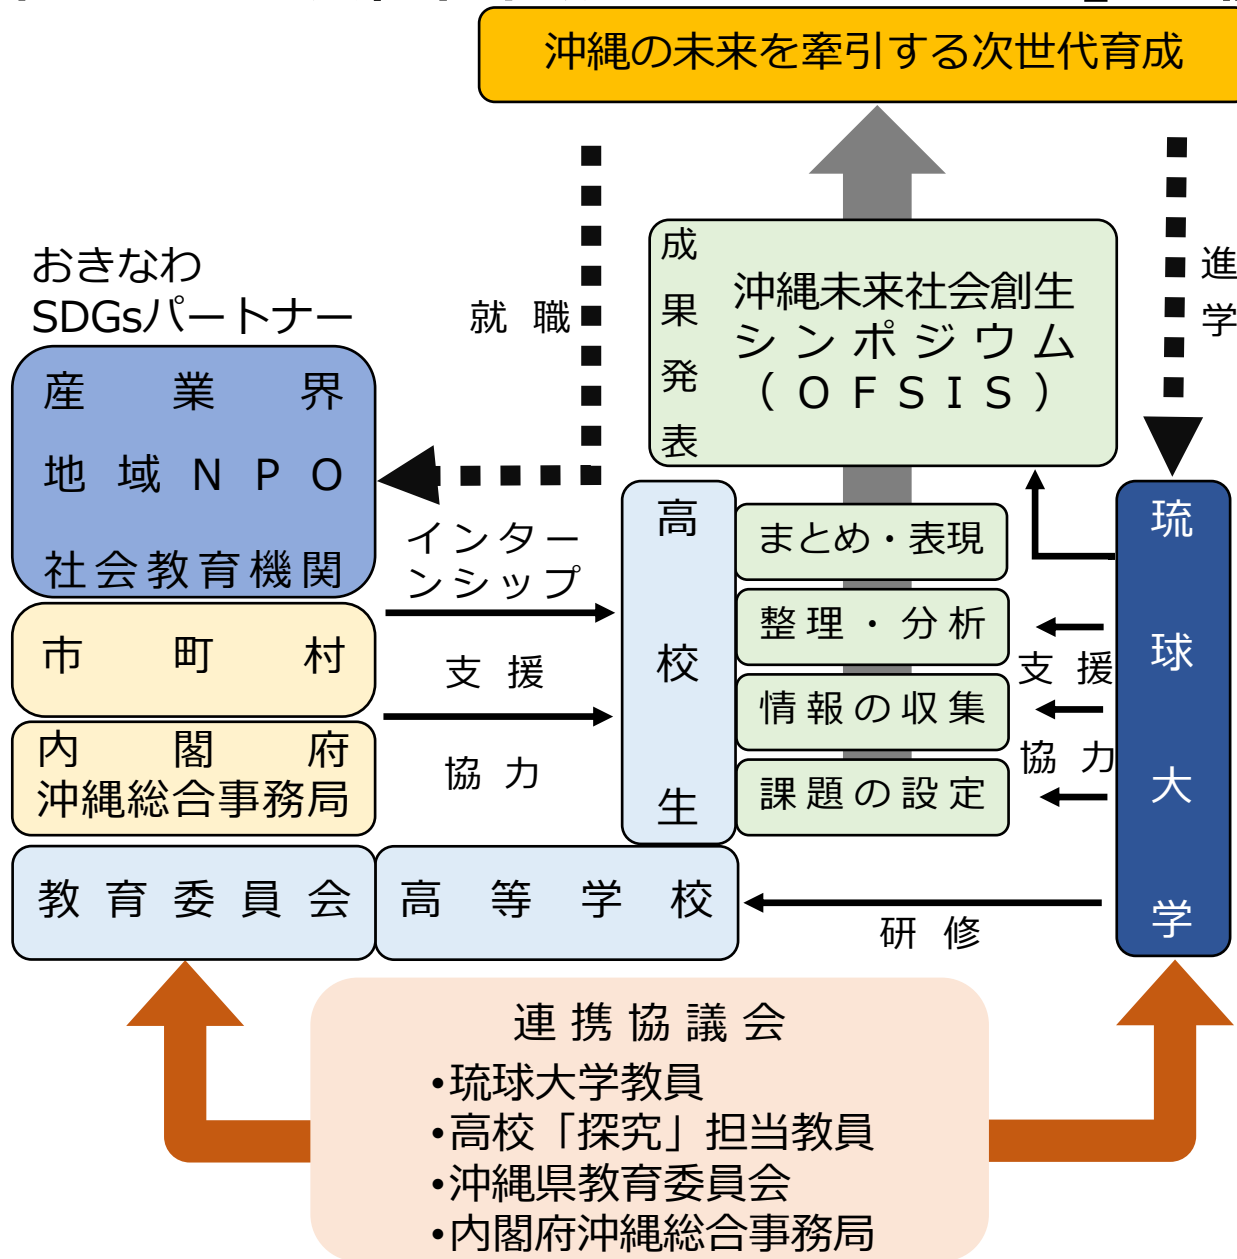 沖縄の未来を牽引する次世代育成
おきなわ
SDGsパートナー
就職
進学
成果発表
沖縄未来社会創生
シンポジウム
(OFSIS)
産業界
地域NPO
社会教育機関
市町村
内閣府
沖縄総合事務局
教育委員会
高等学校
インター
ンシップ
支援
協力
高校生
まとめ・表現
整理・分析
情報の収集
課題の設定
支援
協力
琉球大学
研修
連携協議会
•琉球大学教員
•高校「探究」担当教員
•沖縄県教育委員会
•内閣府沖縄総合事務局